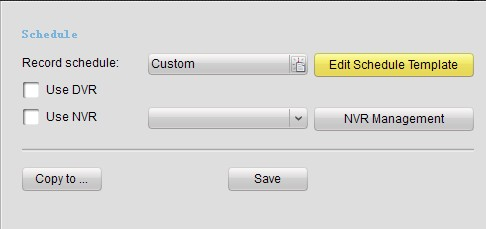 Schedule
Record schedule: Custom Edit Schedule Template
Use DVR
Use NVR NVR Management
Copy to ... Save